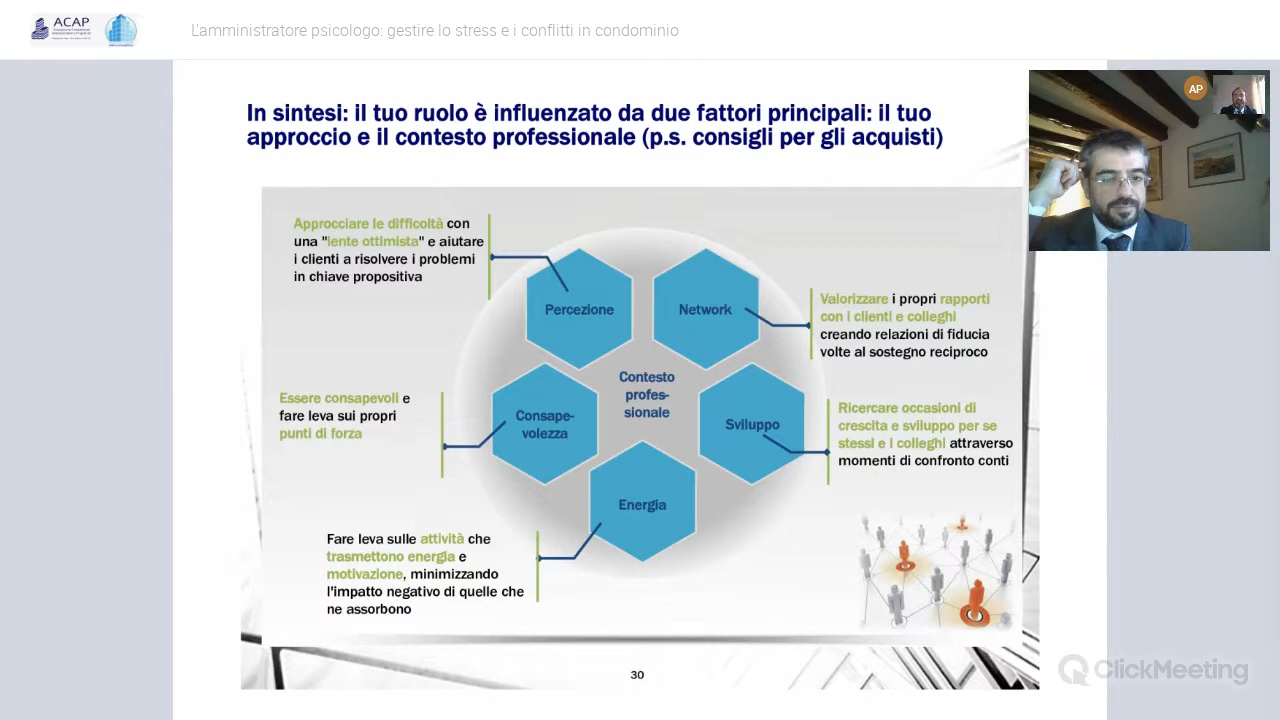 ACAP
L'amministratore psicologo: gestire lo stress e i conflitti in condominio
AP
In sintesi: il tuo ruolo è influenzato da due fattori principali: il tuo
approccio e il contesto professionale (p.s. consigli per gli acquisti)
Approcciare le difficoltà con
una "lente ottimista" e aiutare
i clienti a risolvere i problemi
in chiave propositiva
Percezione
Network
Valorizzare i propri rapporti
con i clienti e colleghi
creando relazioni di fiducia
volte al sostegno reciproco
Contesto
profes-
sionale
Essere consapevoli e
fare leva sui propri
punti di forza
Consape-
volezza
Sviluppo
Ricercare occasioni di
crescita e sviluppo per se
stessi e i colleghi attraverso
momenti di confronto conti
Energia
Fare leva sulle attività che
trasmettono energia e
motivazione, minimizzando
l'impatto negativo di quelle che
ne assorbono
30
ClickMeeting